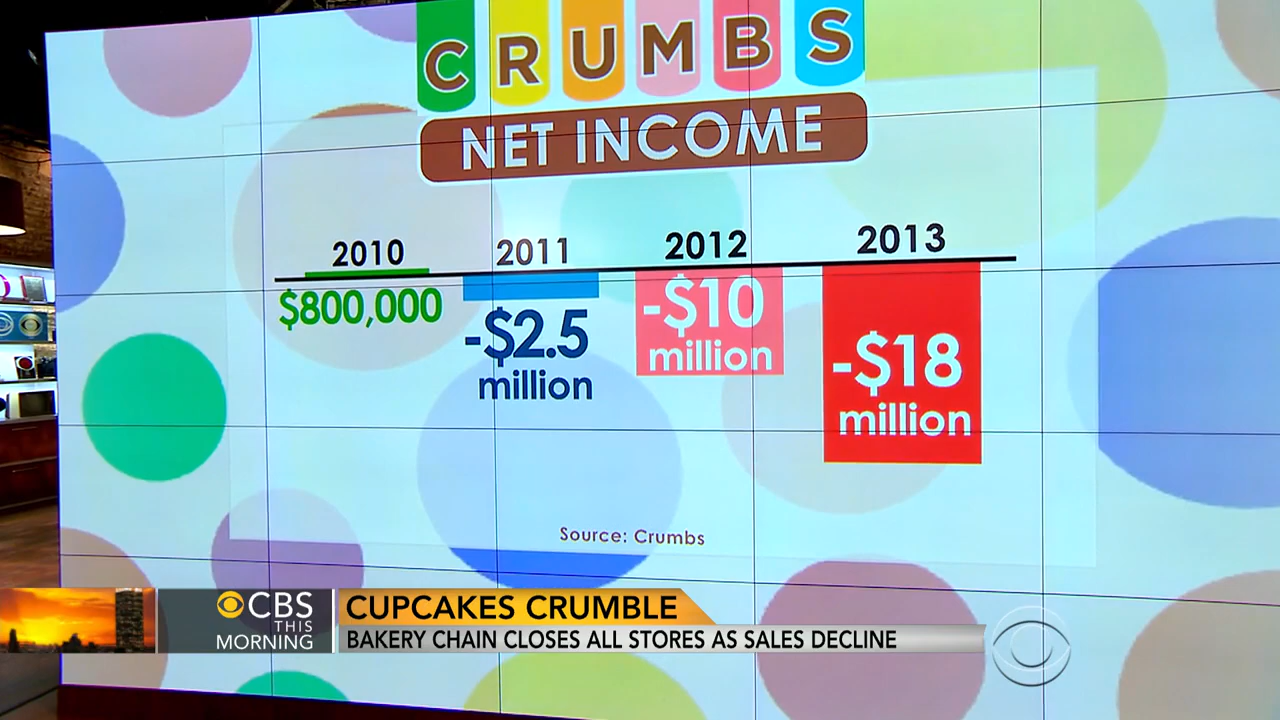 CRUMBS
NET INCOME
2010 2011 2012 2013
$800,000
-$2.5
million
-$10
million
-$18
million
Source: Crumbs
CBS
THIS
MORNING
CUPCAKES CRUMBLE
BAKERY CHAIN CLOSES ALL STORES AS SALES DECLINE